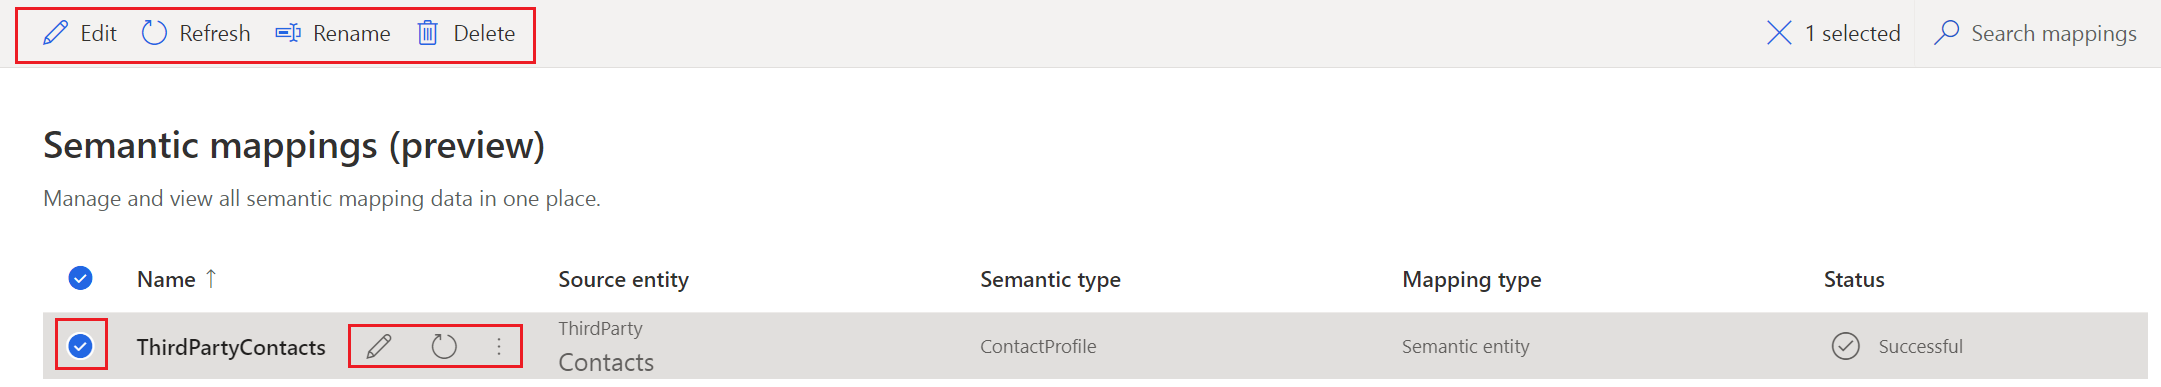 Edit Refresh Rename Delete 1 selected Search mappings
Semantic mappings (preview)
Manage and view all semantic mapping data in one place.
Name ↑ Source entity Semantic type Mapping type Status
ThirdPartyContacts ThirdParty ContactProfile Semantic entity Successful
Contacts